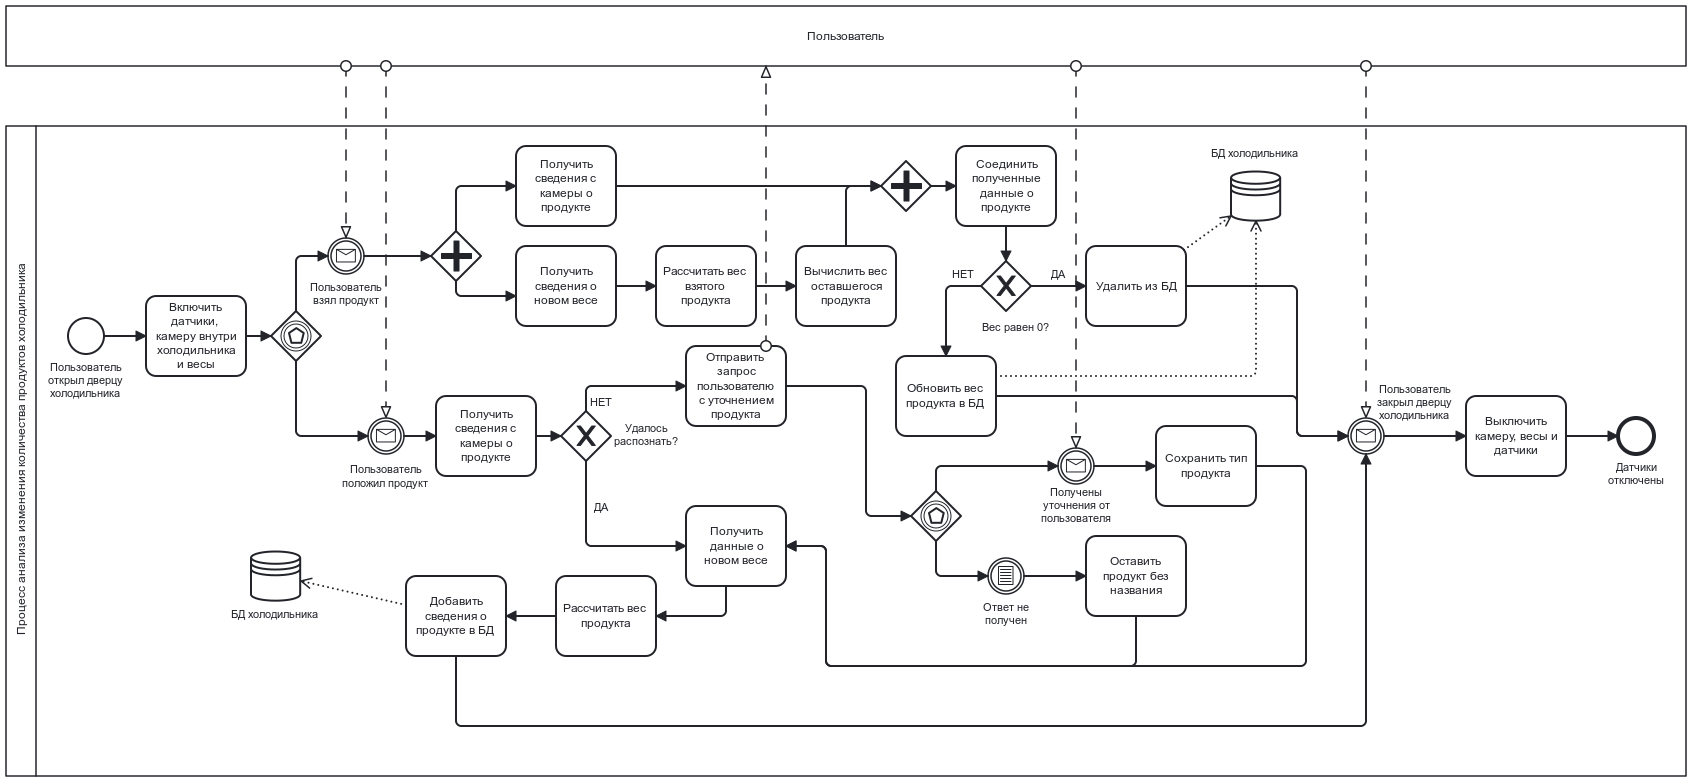 Пользователь
Процесс анализа изменения количества продуктов холодильника
Пользователь
открыл дверцу
холодильника
Включить
датчики,
камеру внутри
холодильника
и весы
Пользователь
взял продукт
Получить
сведения с
камеры о
продукте
Получить
сведения о
новом весе
Рассчитать вес
взятого
продукта
Вычислить вес
оставшегося
продукта
Соединить
полученные
данные о
продукте
НЕТ
ДА
Вес равен 0?
Удалить из БД
БД холодильника
Обновить вес
продукта в БД
Пользователь
положил продукт
Получить
сведения с
камеры о
продукте
НЕТ
Удалось
распознать?
ДА
Отправить
запрос
пользователю
с уточнением
продукта
Получены
уточнения от
пользователя
Сохранить тип
продукта
Ответ не
получен
Оставить
продукт без
названия
Получить
данные о
новом весе
Рассчитать вес
продукта
Добавить
сведения о
продукте в БД
БД холодильника
Пользователь
закрыл дверцу
холодильника
Выключить
камеру, весы и
датчики
Датчики
отключены